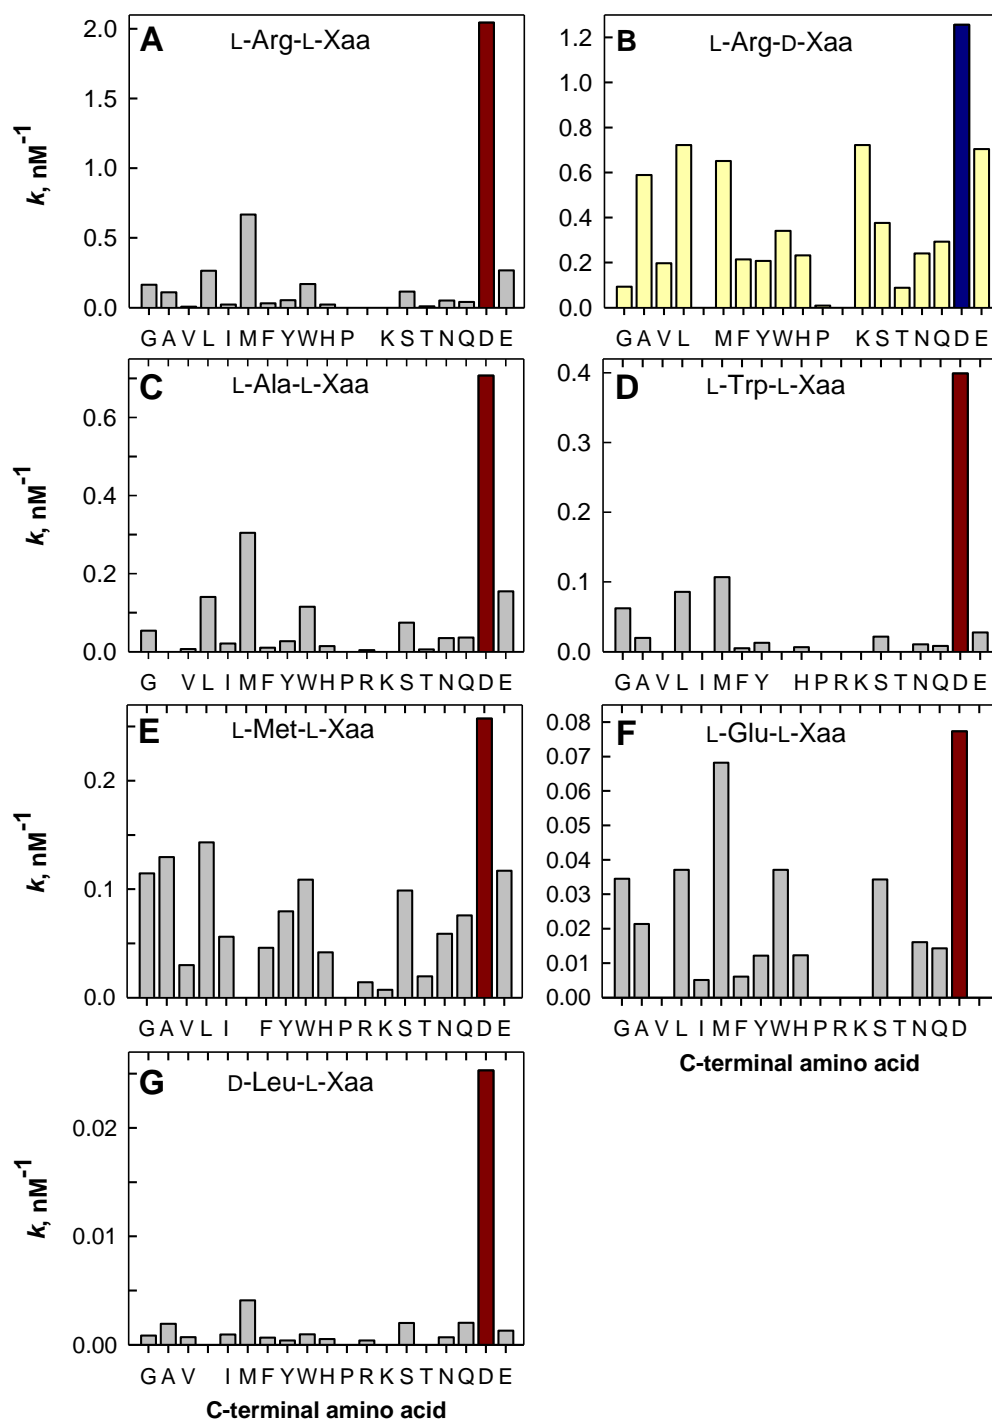 A L-Arg-L-Xaa
2.0
1.5
1.0
0.5
0.0
k, nM-1
G A V L I M F Y W H P K S T N Q D E
B L-Arg-D-Xaa
1.2
1.0
0.8
0.6
0.4
0.2
0.0
G A V L M F Y W H P K S T N Q D E
C L-Ala-L-Xaa
0.6
0.4
0.2
0.0
k, nM-1
G V L I M F Y W H P R K S T N Q D E
D L-Trp-L-Xaa
0.4
0.3
0.2
0.1
0.0
G A V L I M F Y H P R K S T N Q D E
E L-Met-L-Xaa
0.2
0.1
0.0
k, nM-1
G A V L I F Y W H P R K S T N Q D E
F L-Glu-L-Xaa
0.08
0.07
0.06
0.05
0.04
0.03
0.02
0.01
0.00
G A V L I M F Y W H P R K S T N Q D
C-terminal amino acid
G D-Leu-L-Xaa
0.02
0.01
0.00
k, nM-1
G A V I M F Y W H P R K S T N Q D E
C-terminal amino acid